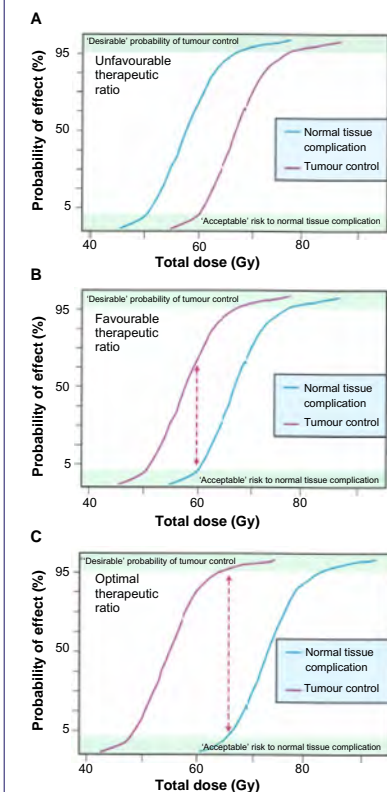 A
'Desirable' probability of tumour control
95
Unfavourable
therapeutic
ratio
50
Normal tissue
complication
Tumour control
5
'Acceptable' risk to normal tissue complication
Probability of effect (%)
40 60 80
Total dose (Gy)
B
'Desirable' probability of tumour control
95
Favourable
therapeutic
ratio
50
Normal tissue
complication
Tumour control
5
'Acceptable' risk to normal tissue complication
Probability of effect (%)
40 60 80
Total dose (Gy)
C
'Desirable' probability of tumour control
95
Optimal
therapeutic
ratio
50
Normal tissue
complication
Tumour control
5
'Acceptable' risk to normal tissue complication
Probability of effect (%)
40 60 80
Total dose (Gy)